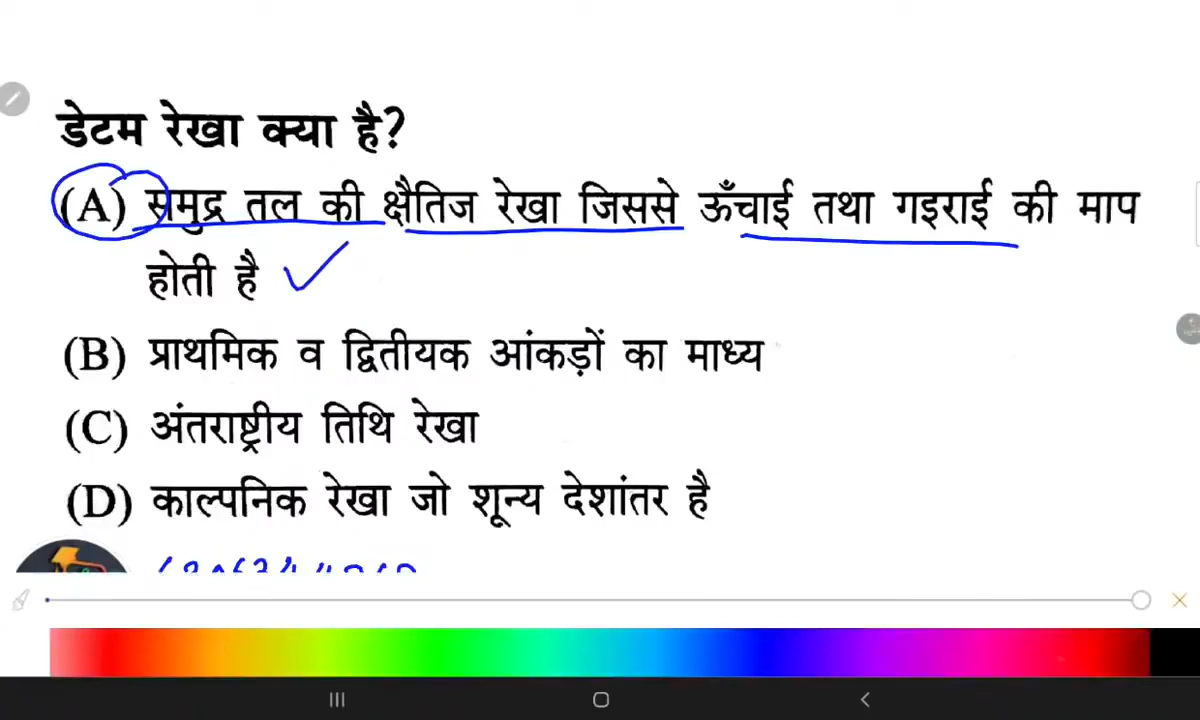 डेटम रेखा क्या है?
(A) समुद्र तल की क्षैतिज रेखा जिससे ऊँचाई तथा गइराई की माप
होती है
(B) प्राथमिक व द्वितीयक आंकड़ों का माध्य
(C) अंतराष्ट्रीय तिथि रेखा
(D) काल्पनिक रेखा जो शून्य देशांतर है